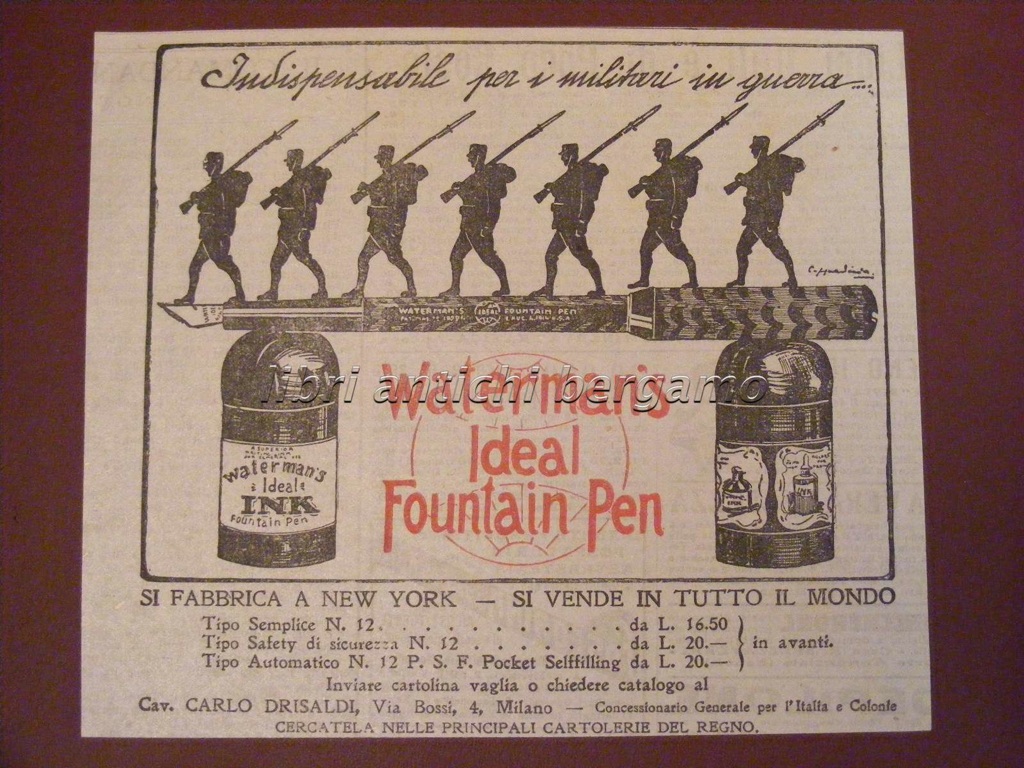 Indispensabile per i militari in guerra....
WATERMAN'S IDEAL FOUNTAIN PEN
libri antichi bergamo
Waterman's
Ideal
Fountain Pen
Waterman's
Ideal
INK
Fountain Pen
INK
SI FABBRICA A NEW YORK — SI VENDE IN TUTTO IL MONDO
Tipo Semplice N. 12. . . . . . . . . . . . da L. 16.50
Tipo Safety di sicurezza N. 12 . . . . . . . da L. 20.— } in avanti.
Tipo Automatico N. 12 P. S. F. Pocket Selffilling da L. 20.—
Inviare cartolina vaglia o chiedere catalogo al
Cav. CARLO DRISALDI, Via Bossi, 4, Milano — Concessionario Generale per l'Italia e Colonie
CERCATELA NELLE PRINCIPALI CARTOLERIE DEL REGNO.